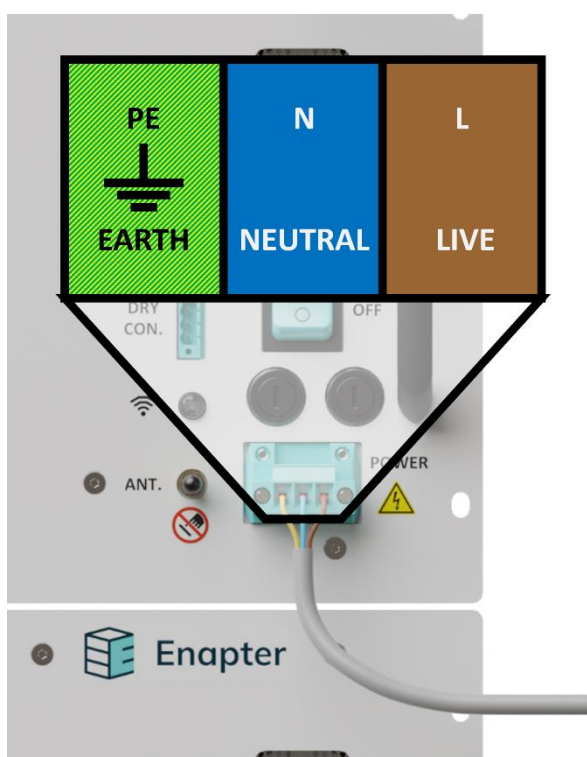 PE
N
L
EARTH
NEUTRAL
LIVE
DRY
CON.
OFF
POWER
ANT.
Enapter